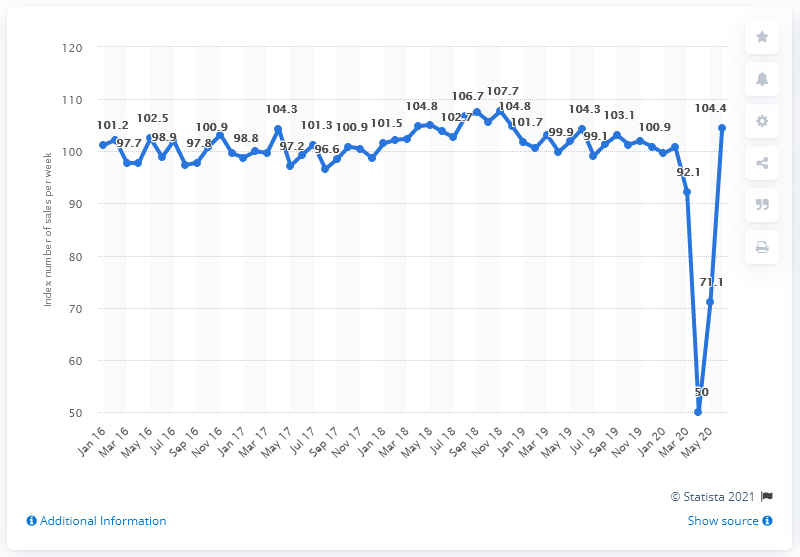 120
110
100
90
80
70
60
50
Index number of sales per week
101.2
97.7
102.5
98.9
97.8
100.9
98.8
104.3
97.2
101.3
96.6
100.9
101.5
104.8
102.7
106.7
107.7
104.8
101.7
99.9
104.3
99.1
103.1
100.9
92.1
50
71.1
104.4
Jan 16
Mar 16
May 16
Jul 16
Sep 16
Nov 16
Jan 17
Mar 17
May 17
Jul 17
Sep 17
Nov 17
Jan 18
Mar 18
May 18
Jul 18
Sep 18
Nov 18
Jan 19
Mar 19
May 19
Jul 19
Sep 19
Nov 19
Jan 20
Mar 20
May 20
© Statista 2021
Additional Information
Show source